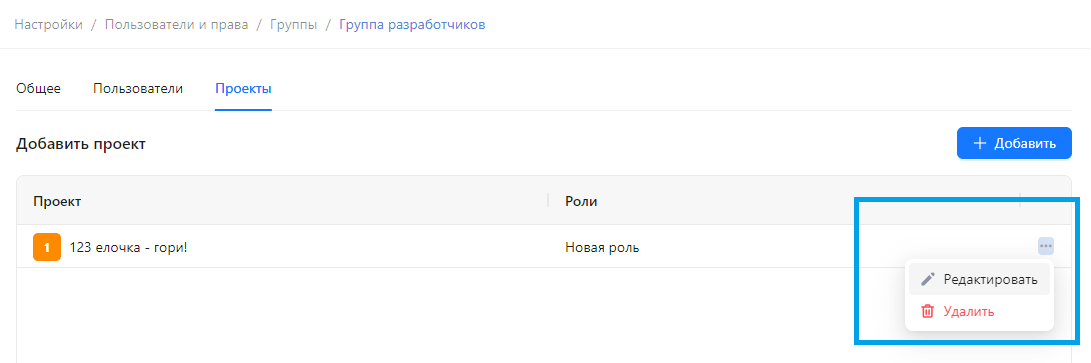 Настройки / Пользователи и права / Группы / Группа разработчиков
Общее Пользователи Проекты
Добавить проект
Добавить
Проект Роли
1 123 елочка - гори! Новая роль
Редактировать
Удалить